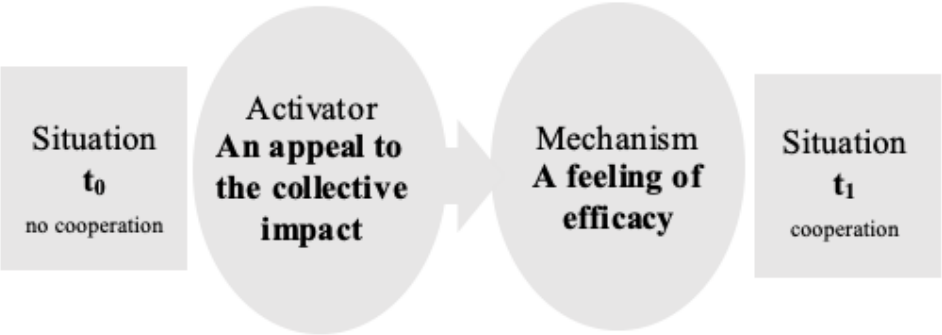 Situation
t₀
no cooperation
Activator
An appeal to
the collective
impact
Mechanism
A feeling of
efficacy
Situation
t₁
cooperation